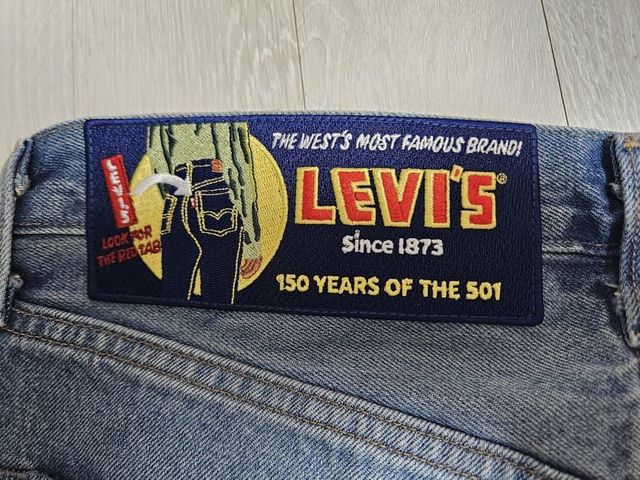 THE WEST'S MOST FAMOUS BRAND!
LEVI'S®
Since 1873
150 YEARS OF THE 501
LEVI'S
LOOK FOR
THE RED TAB